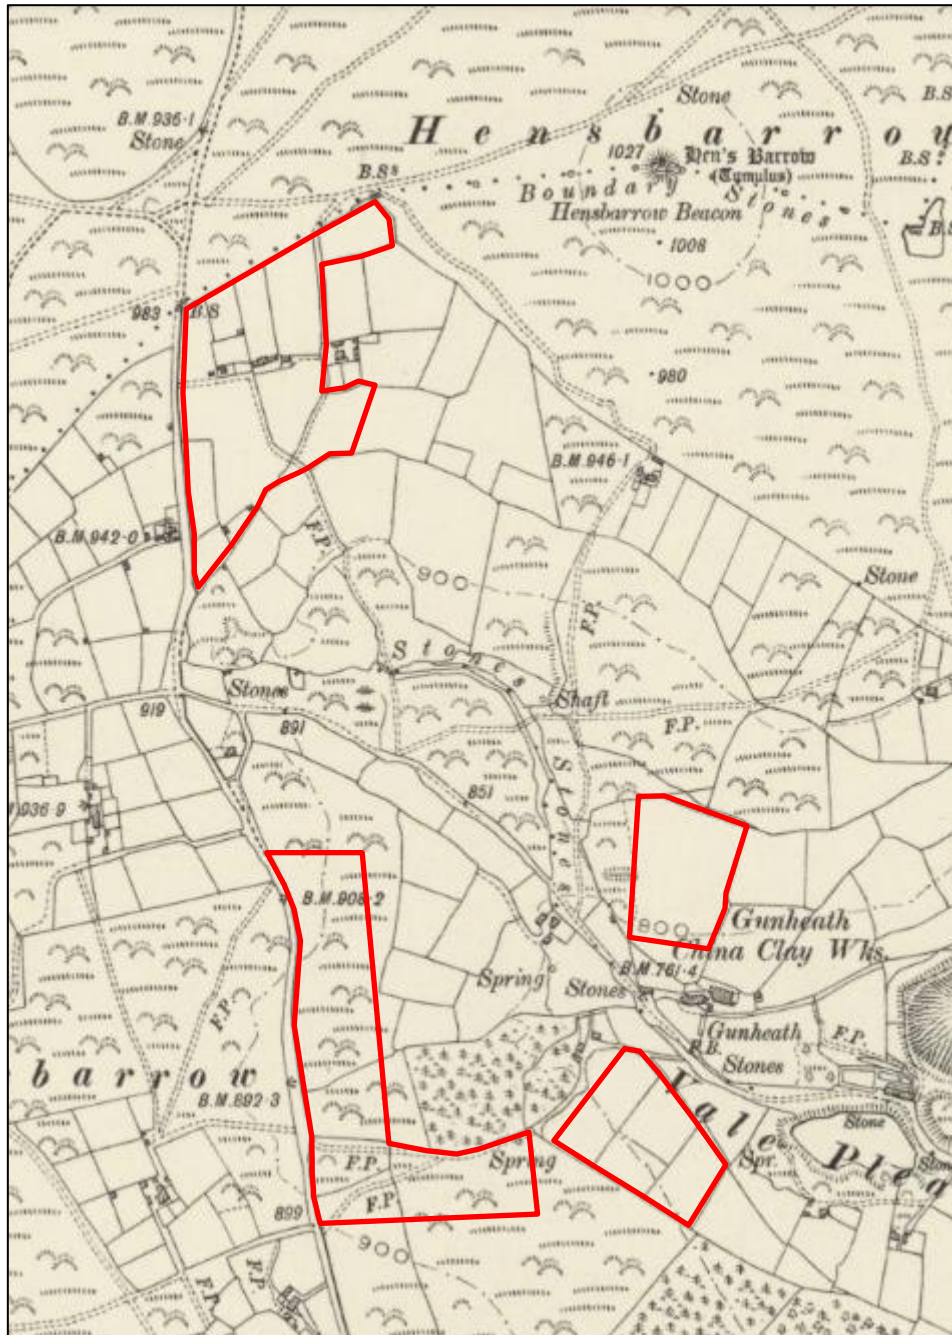 Stone
B.M.936·1
Stone
Hensbarrow
B.S.
1027
Hen's Barrow
(Tumulus)
B.S.
B.Ss
Boundary Stones
Hensbarrow Beacon
1008
1000
983
B.S
980
B.M.946·1
B.M.942·0
F.P.
900
Stone
F.P.
Stones
Stones
Shaft
919
891
F.P.
851
Stones
936·9
B.M.908·2
900
Gunheath
China Clay Wks.
B.M.761·4
Spring
Stones
F.P.
Gunheath
F.P.
F.B.
Stones
barrow
B.M.892·3
Vale
Stone
F.P.
Spring
Spr.
F.P
899
900
F.P.
F.P.